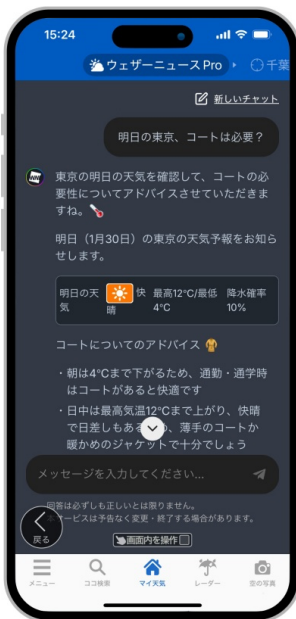 15:24
ウェザーニュース Pro
千葉
新しいチャット
明日の東京、コートは必要？
東京の明日の天気を確認して、コートの必
要性についてアドバイスさせていただきま
すね。
明日（1月30日）の東京の天気予報をお知ら
せします。
明日の天 快 最高12℃/最低 降水確率
気 晴 4℃ 10%
コートについてのアドバイス
・朝は4℃まで下がるため、通勤・通学時
はコートがあると快適です
・日中は最高気温12℃まで上がり、快晴
で日差しもある、薄手のコートか
暖かめのジャケットで十分でしょう
メッセージを入力してください...
回答は必ずしも正しいとは限りません。
サービスは予告なく変更・終了する場合があります。
戻る
画面内を操作
メニュー
ココ検索
マイ天気
レーダー
空の写真